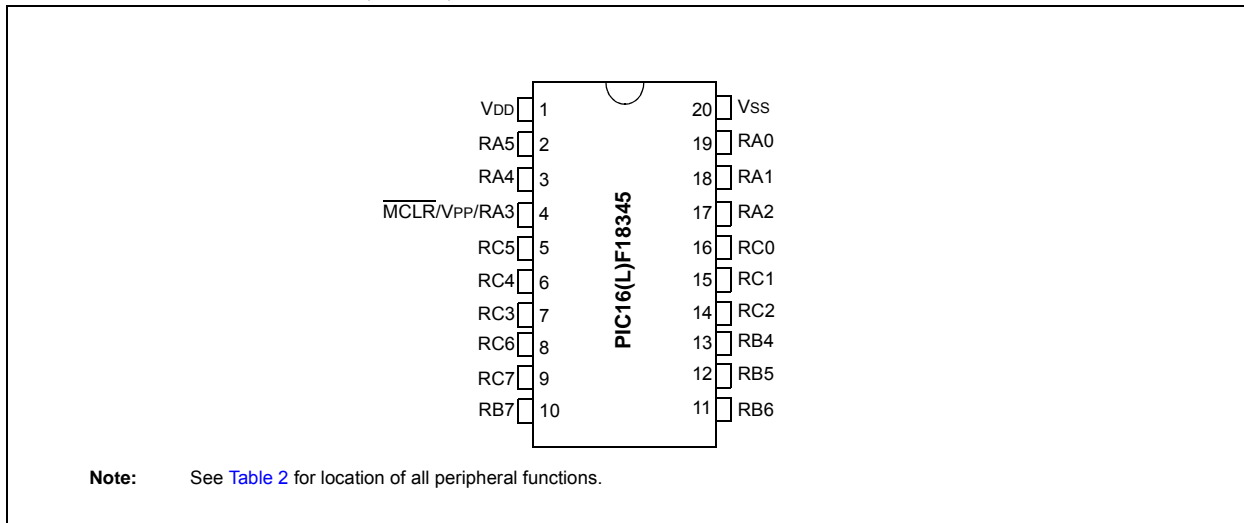 VDD 1 20 VSS
RA5 2 19 RA0
RA4 3 18 RA1
MCLR/VPP/RA3 4 17 RA2
RC5 5 16 RC0
RC4 6 15 RC1
RC3 7 14 RC2
RC6 8 13 RB4
RC7 9 12 RB5
RB7 10 11 RB6
PIC16(L)F18345
Note: See Table 2 for location of all peripheral functions.